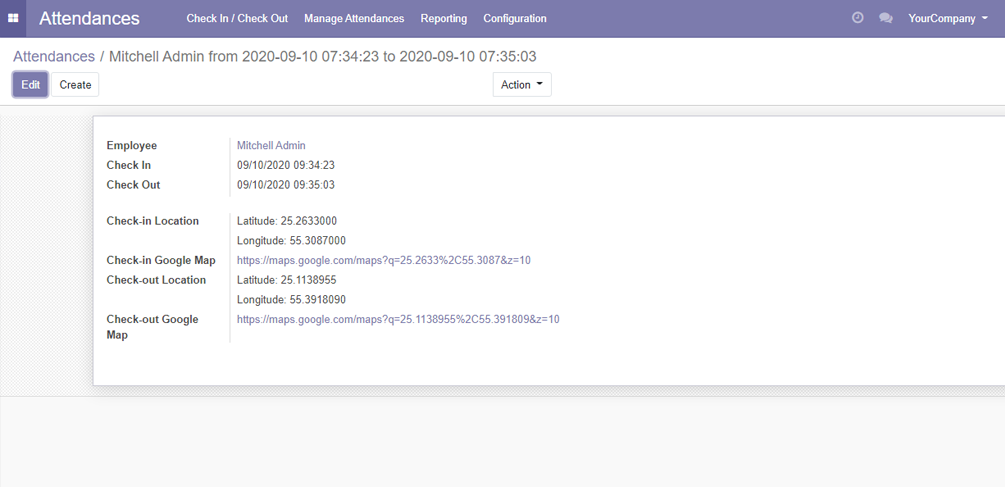 Attendances Check In / Check Out Manage Attendances Reporting Configuration YourCompany
Attendances / Mitchell Admin from 2020-09-10 07:34:23 to 2020-09-10 07:35:03
Edit Create Action
Employee Mitchell Admin
Check In 09/10/2020 09:34:23
Check Out 09/10/2020 09:35:03
Check-in Location Latitude: 25.2633000
Longitude: 55.3087000
Check-in Google Map https://maps.google.com/maps?q=25.2633%2C55.3087&z=10
Check-out Location Latitude: 25.1138955
Longitude: 55.3918090
Check-out Google https://maps.google.com/maps?q=25.1138955%2C55.391809&z=10
Map